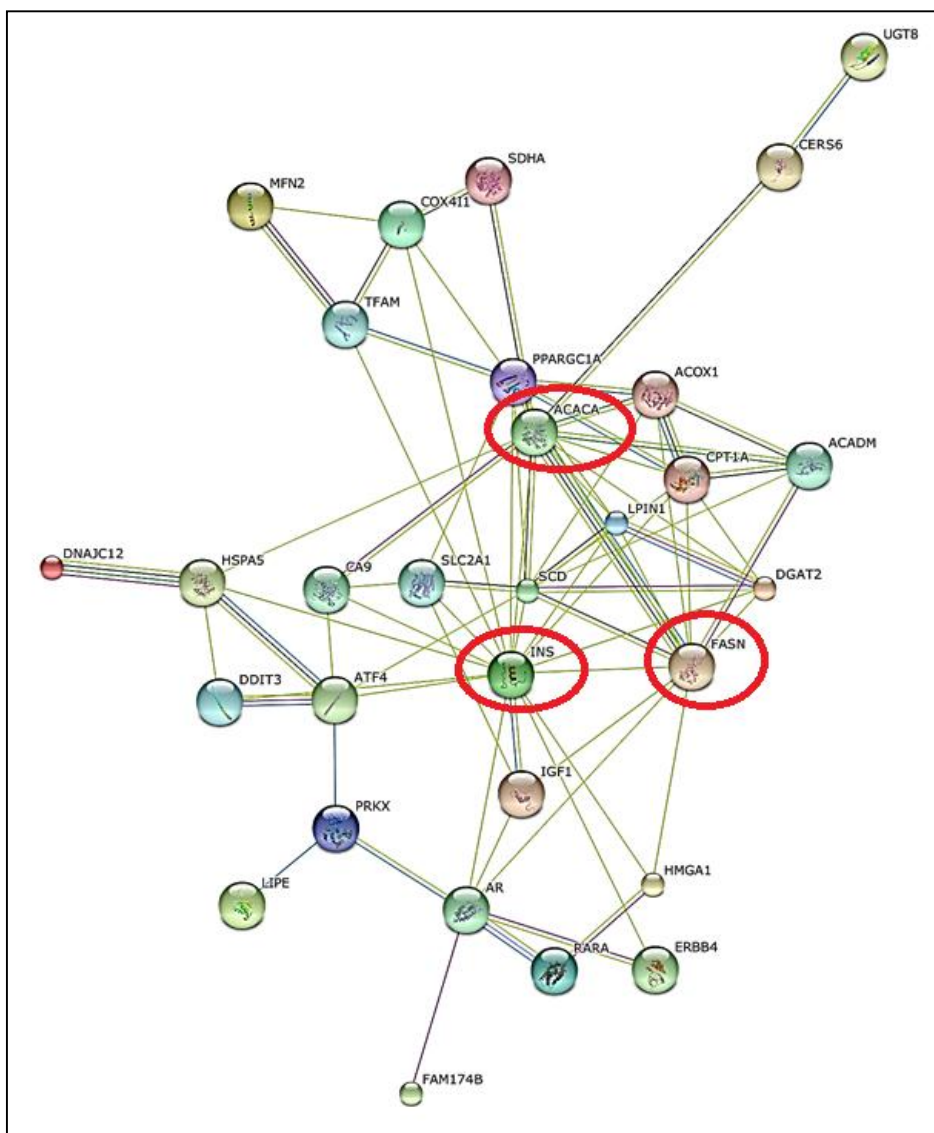 UGT8
CERS6
SDHA
MFN2
COX4I1
TFAM
PPARGC1A
ACOX1
ACACA
ACADM
CPT1A
LPIN1
DNAJC12
HSPA5
CA9
SLC2A1
SCD
DGAT2
INS
FASN
DDIT3
ATF4
IGF1
PRKX
HMGA1
LIPE
AR
RARA
ERBB4
FAM174B